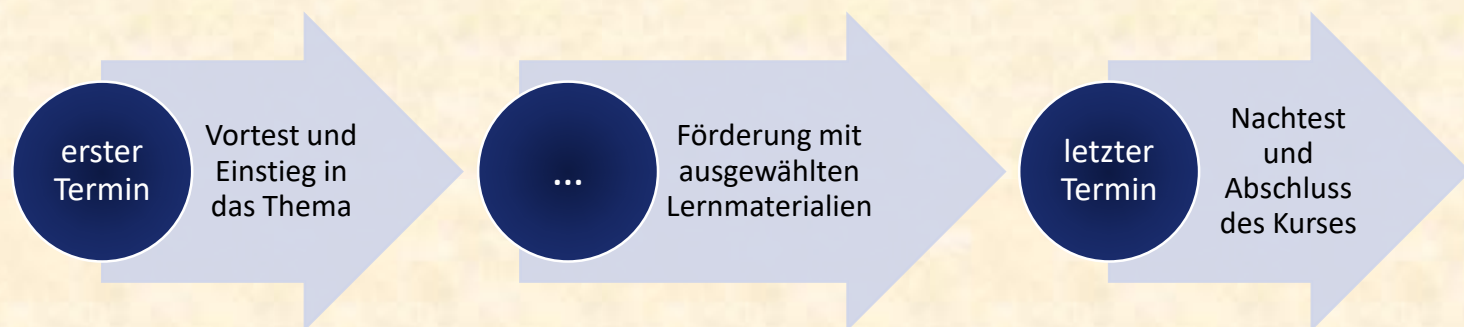 erster
Termin
Vortest und
Einstieg in
das Thema
...
Förderung mit
ausgewählten
Lernmaterialien
letzter
Termin
Nachtest
und
Abschluss
des Kurses